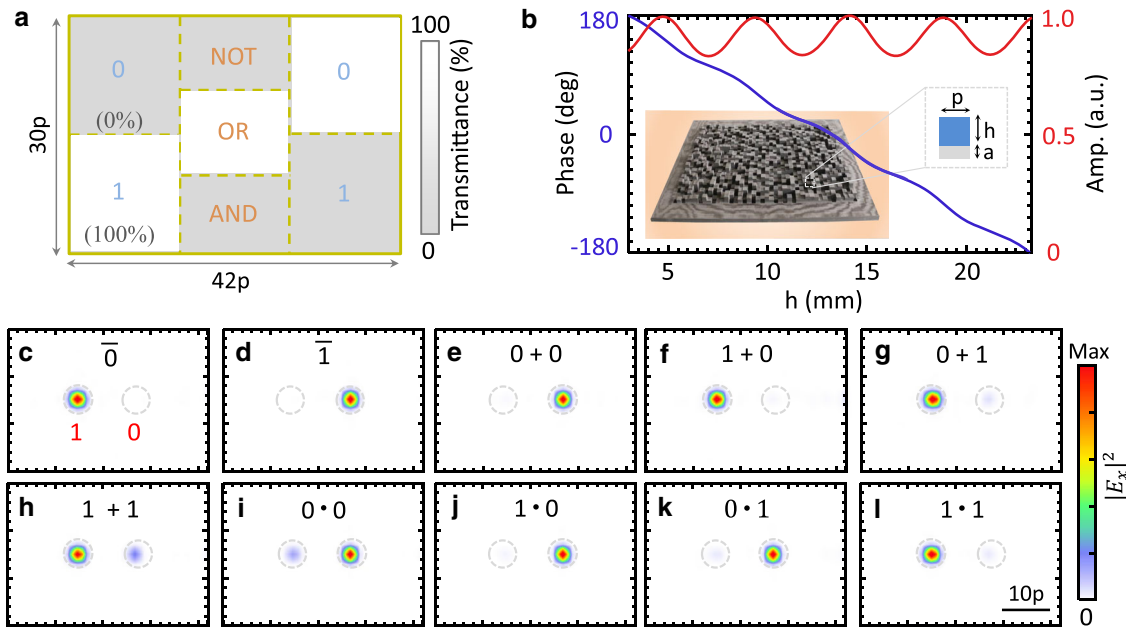 a
30p
0
(0%)
1
(100%)
NOT
OR
AND
0
1
42p
100
0
Transmittance (%)
b
180
0
-180
Phase (deg)
1.0
0.5
0
Amp. (a.u.)
p
h
a
5 10 15 20
h (mm)
c
0̅
1 0
d
1̅
e
0 + 0
f
1 + 0
g
0 + 1
h
1 + 1
i
0 • 0
j
1 • 0
k
0 • 1
l
1 • 1
10p
Max
0
|Eₓ|²